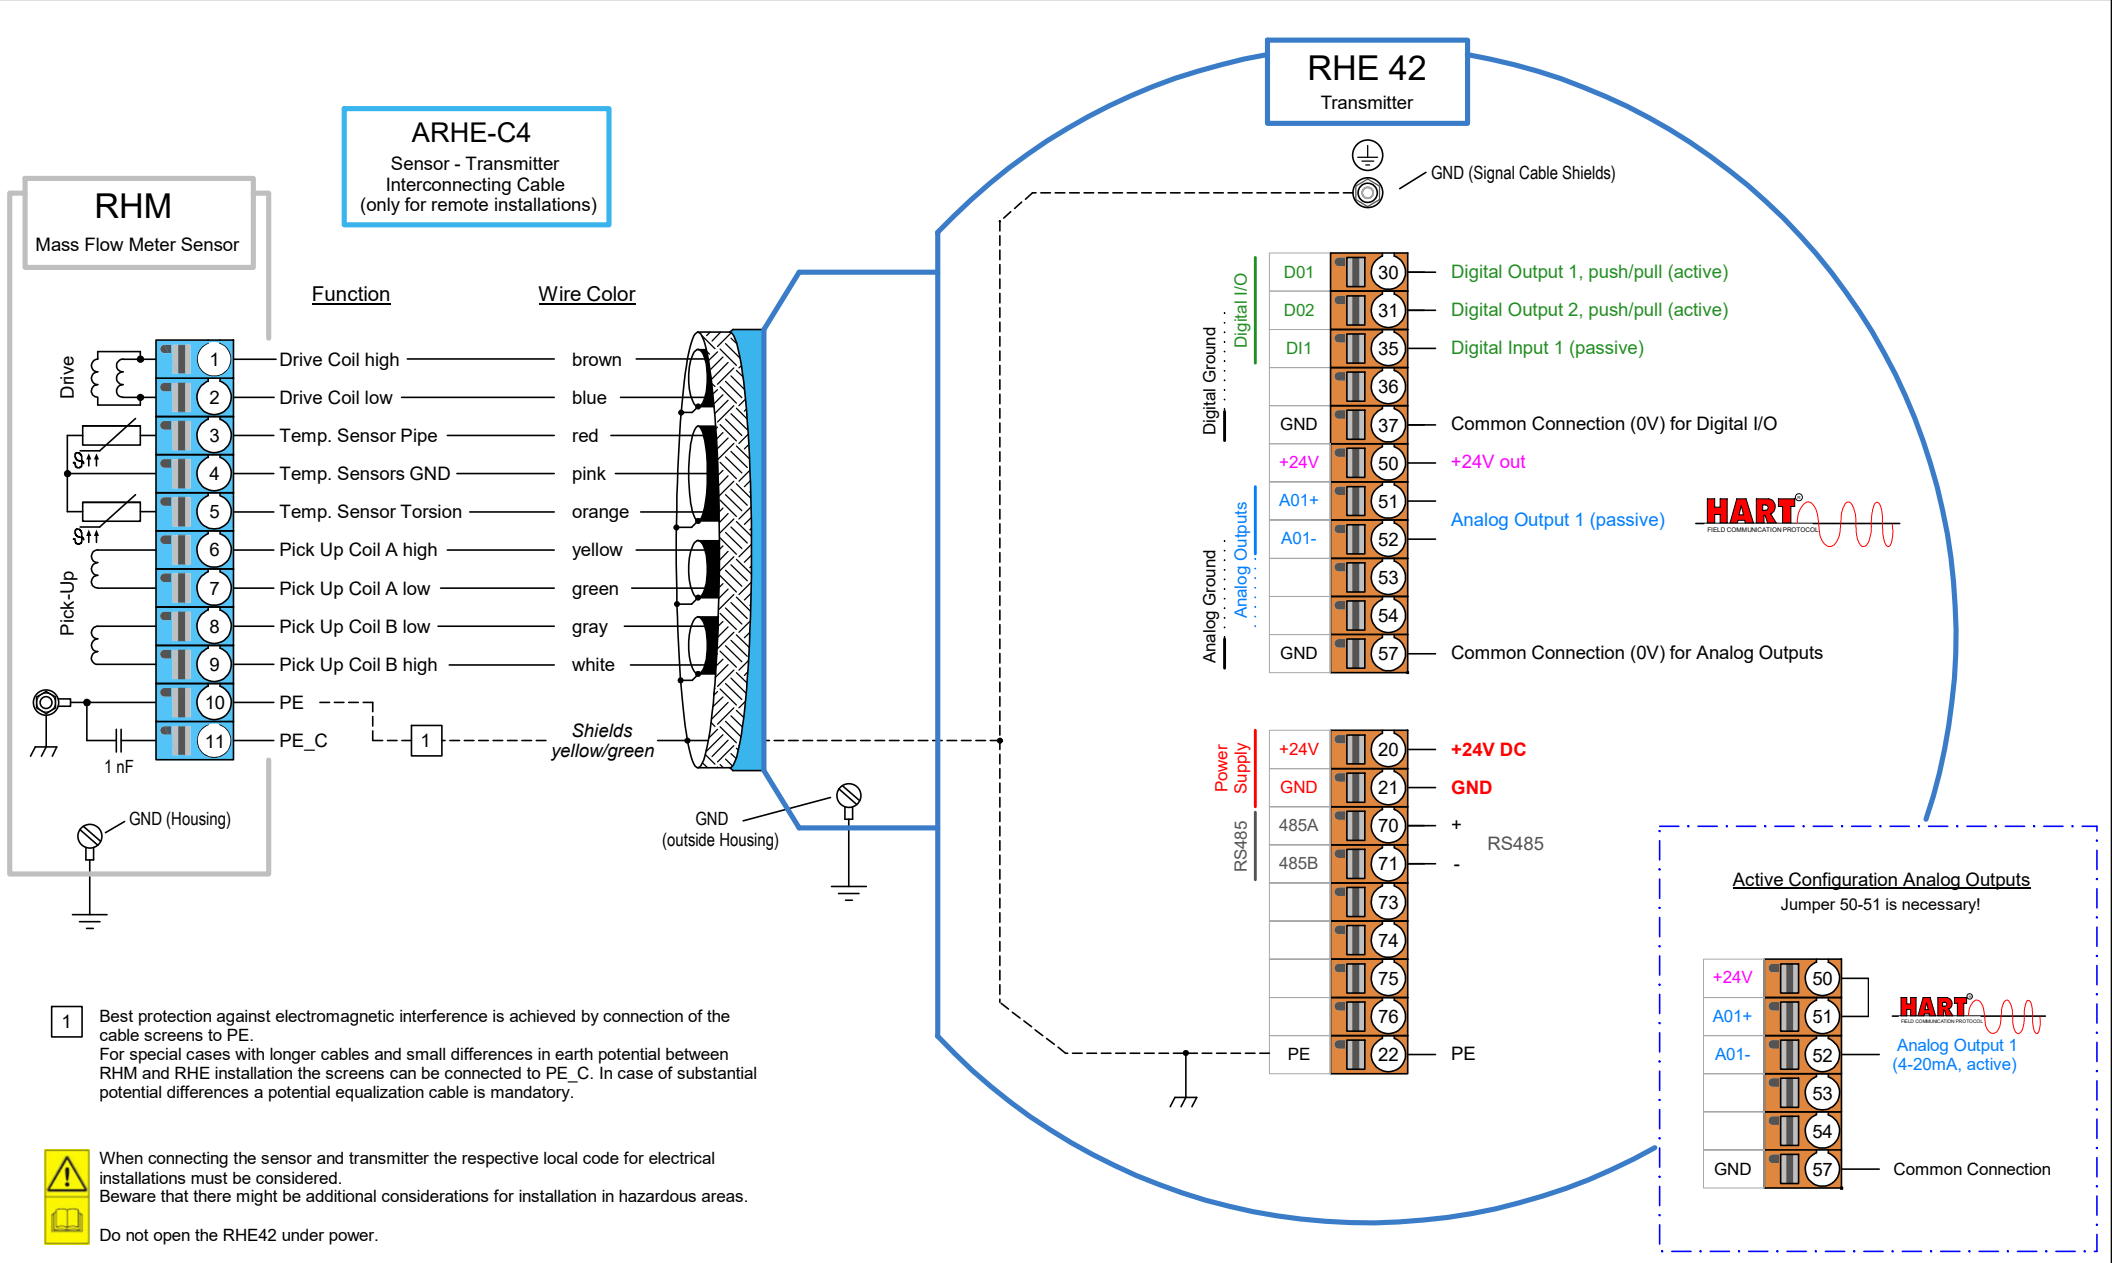 RHE 42
Transmitter
ARHE-C4
Sensor - Transmitter
Interconnecting Cable
(only for remote installations)
RHM
Mass Flow Meter Sensor
GND (Signal Cable Shields)
Function
Wire Color
Drive
1 Drive Coil high brown
2 Drive Coil low blue
3 Temp. Sensor Pipe red
ϑ↑↑
4 Temp. Sensors GND pink
5 Temp. Sensor Torsion orange
ϑ↑↑
Pick-Up
6 Pick Up Coil A high yellow
7 Pick Up Coil A low green
8 Pick Up Coil B low gray
9 Pick Up Coil B high white
10 PE
11 PE_C
1 nF
1
Shields
yellow/green
GND (Housing)
GND
(outside Housing)
Digital I/O
Digital Ground
D01 30 Digital Output 1, push/pull (active)
D02 31 Digital Output 2, push/pull (active)
DI1 35 Digital Input 1 (passive)
36
GND 37 Common Connection (0V) for Digital I/O
+24V 50 +24V out
Analog Outputs
Analog Ground
A01+ 51
Analog Output 1 (passive)
A01- 52
HART®
FIELD COMMUNICATION PROTOCOL
53
54
GND 57 Common Connection (0V) for Analog Outputs
Power
Supply
+24V 20 +24V DC
GND 21 GND
RS485
485A 70 +
RS485
485B 71 -
73
74
75
76
PE 22 PE
Active Configuration Analog Outputs
Jumper 50-51 is necessary!
+24V 50
A01+ 51
HART®
FIELD COMMUNICATION PROTOCOL
A01- 52 Analog Output 1
(4-20mA, active)
53
54
GND 57 Common Connection
1 Best protection against electromagnetic interference is achieved by connection of the
cable screens to PE.
For special cases with longer cables and small differences in earth potential between
RHM and RHE installation the screens can be connected to PE_C. In case of substantial
potential differences a potential equalization cable is mandatory.
When connecting the sensor and transmitter the respective local code for electrical
installations must be considered.
Beware that there might be additional considerations for installation in hazardous areas.
Do not open the RHE42 under power.